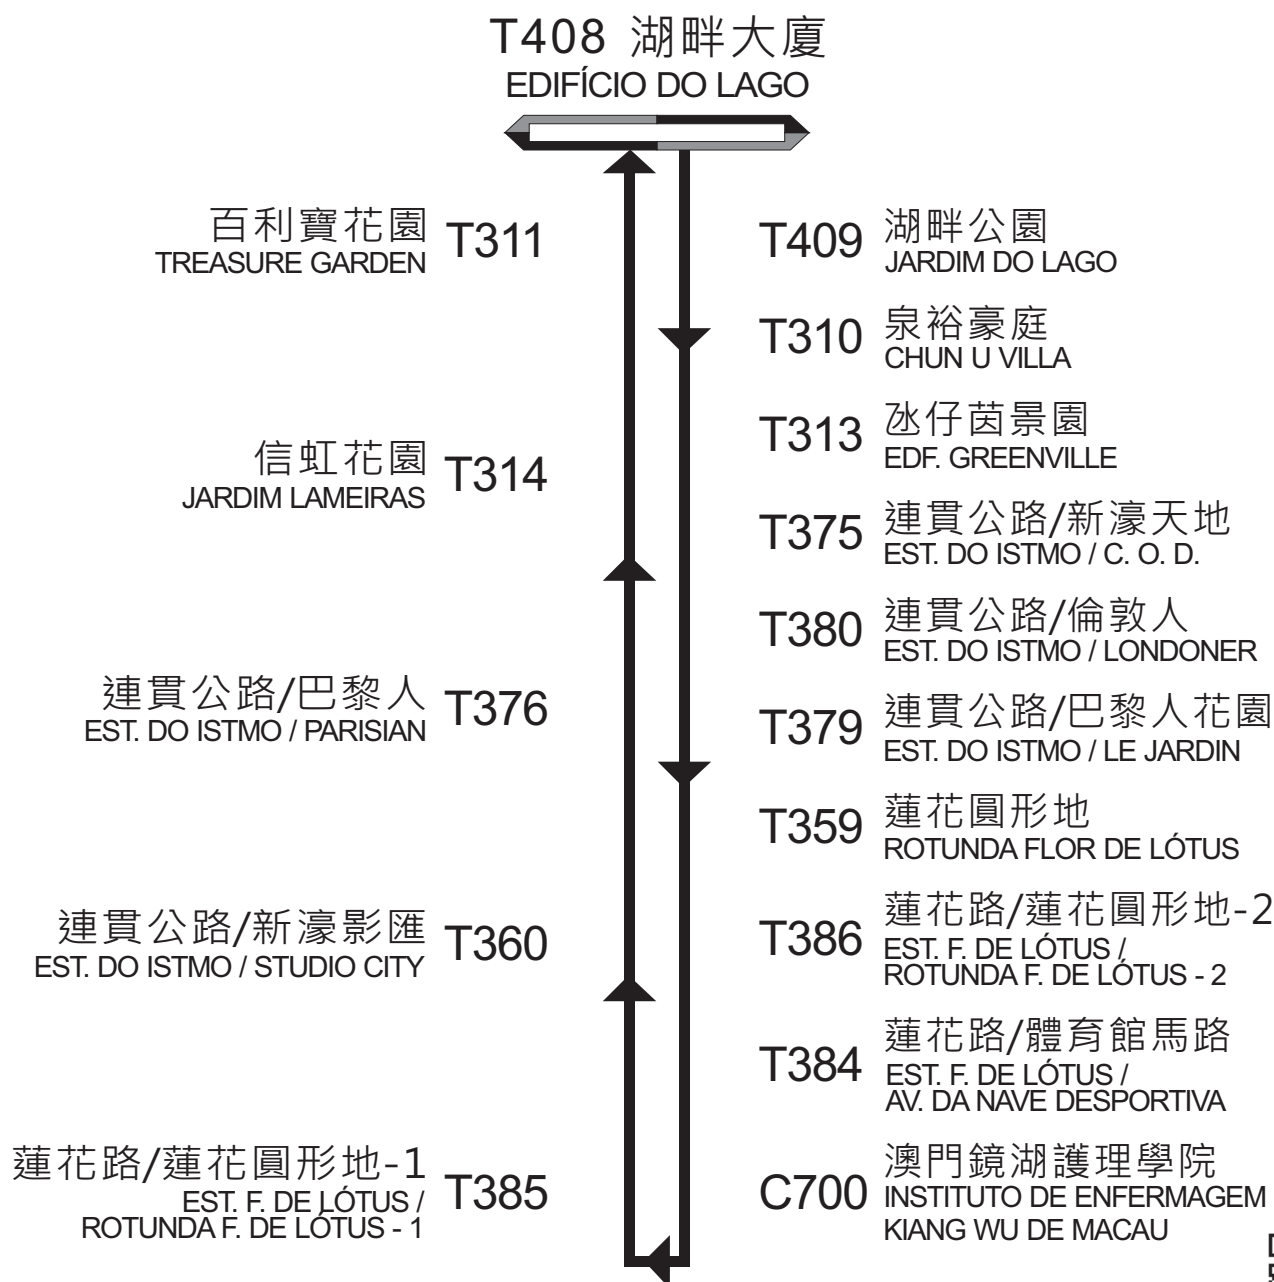 T408 湖畔大廈
EDIFÍCIO DO LAGO
百利寶花園
TREASURE GARDEN
T311
信虹花園
JARDIM LAMEIRAS
T314
連貫公路/巴黎人
EST. DO ISTMO / PARISIAN
T376
連貫公路/新濠影匯
EST. DO ISTMO / STUDIO CITY
T360
蓮花路/蓮花圓形地-1
EST. F. DE LÓTUS /
ROTUNDA F. DE LÓTUS - 1
T385
T409
湖畔公園
JARDIM DO LAGO
T310
泉裕豪庭
CHUN U VILLA
T313
氹仔茵景園
EDF. GREENVILLE
T375
連貫公路/新濠天地
EST. DO ISTMO / C. O. D.
T380
連貫公路/倫敦人
EST. DO ISTMO / LONDONER
T379
連貫公路/巴黎人花園
EST. DO ISTMO / LE JARDIN
T359
蓮花圓形地
ROTUNDA FLOR DE LÓTUS
T386
蓮花路/蓮花圓形地-2
EST. F. DE LÓTUS /
ROTUNDA F. DE LÓTUS - 2
T384
蓮花路/體育館馬路
EST. F. DE LÓTUS /
AV. DA NAVE DESPORTIVA
C700
澳門鏡湖護理學院
INSTITUTO DE ENFERMAGEM
KIANG WU DE MACAU